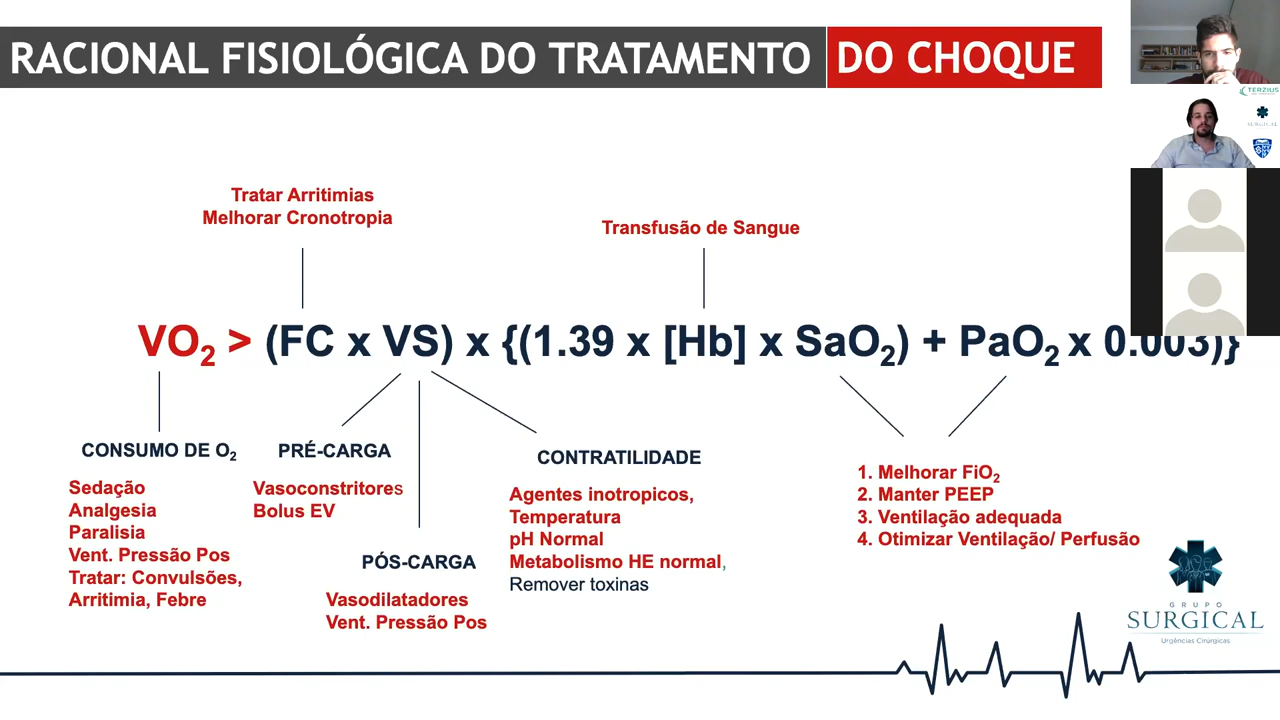 RACIONAL FISIOLÓGICA DO TRATAMENTO DO CHOQUE
TERZIUS
SURGICAL
Tratar Arritimias
Melhorar Cronotropia
Transfusão de Sangue
VO2 > (FC x VS) x {(1.39 x [Hb] x SaO2) + PaO2 x 0.003)}
CONSUMO DE O2
Sedação
Analgesia
Paralisia
Vent. Pressão Pos
Tratar: Convulsões,
Arritimia, Febre
PRÉ-CARGA
Vasoconstritores
Bolus EV
PÓS-CARGA
Vasodilatadores
Vent. Pressão Pos
CONTRATILIDADE
Agentes inotropicos,
Temperatura
pH Normal
Metabolismo HE normal,
Remover toxinas
1. Melhorar FiO2
2. Manter PEEP
3. Ventilação adequada
4. Otimizar Ventilação/ Perfusão
GRUPO
SURGICAL
Urgências Cirúrgicas